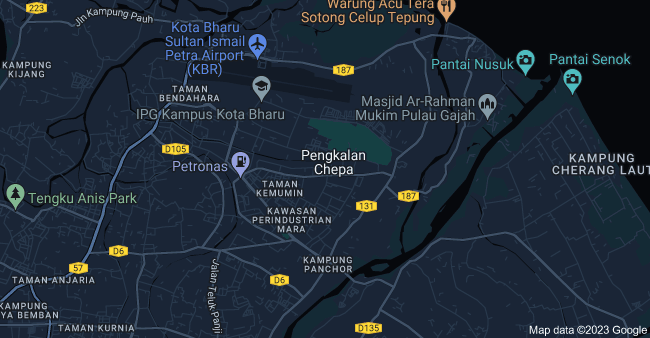 Warung Acu Tera
Sotong Celup Tepung
223
Jln Kampung Pauh
Kota Bharu
Sultan Ismail
Petra Airport
(KBR)
KAMPUNG
KIJANG
187
Pantai Nusuk
Pantai Senok
TAMAN
BENDAHARA
IPG Kampus Kota Bharu
Masjid Ar-Rahman
Mukim Pulau Gajah
D105
Petronas
Pengkalan
Chepa
KAMPUNG
CHERANG LAUT
Tengku Anis Park
TAMAN
KEMUMIN
187
131
KAWASAN
PERINDUSTRIAN
MARA
D6
57
KAMPUNG
PANCHOR
TAMAN ANJARIA
D6
Jalan Teluk Panji
KAMPUNG
YA BEMBAN
TAMAN KURNIA
D135
Map data ©2023 Google